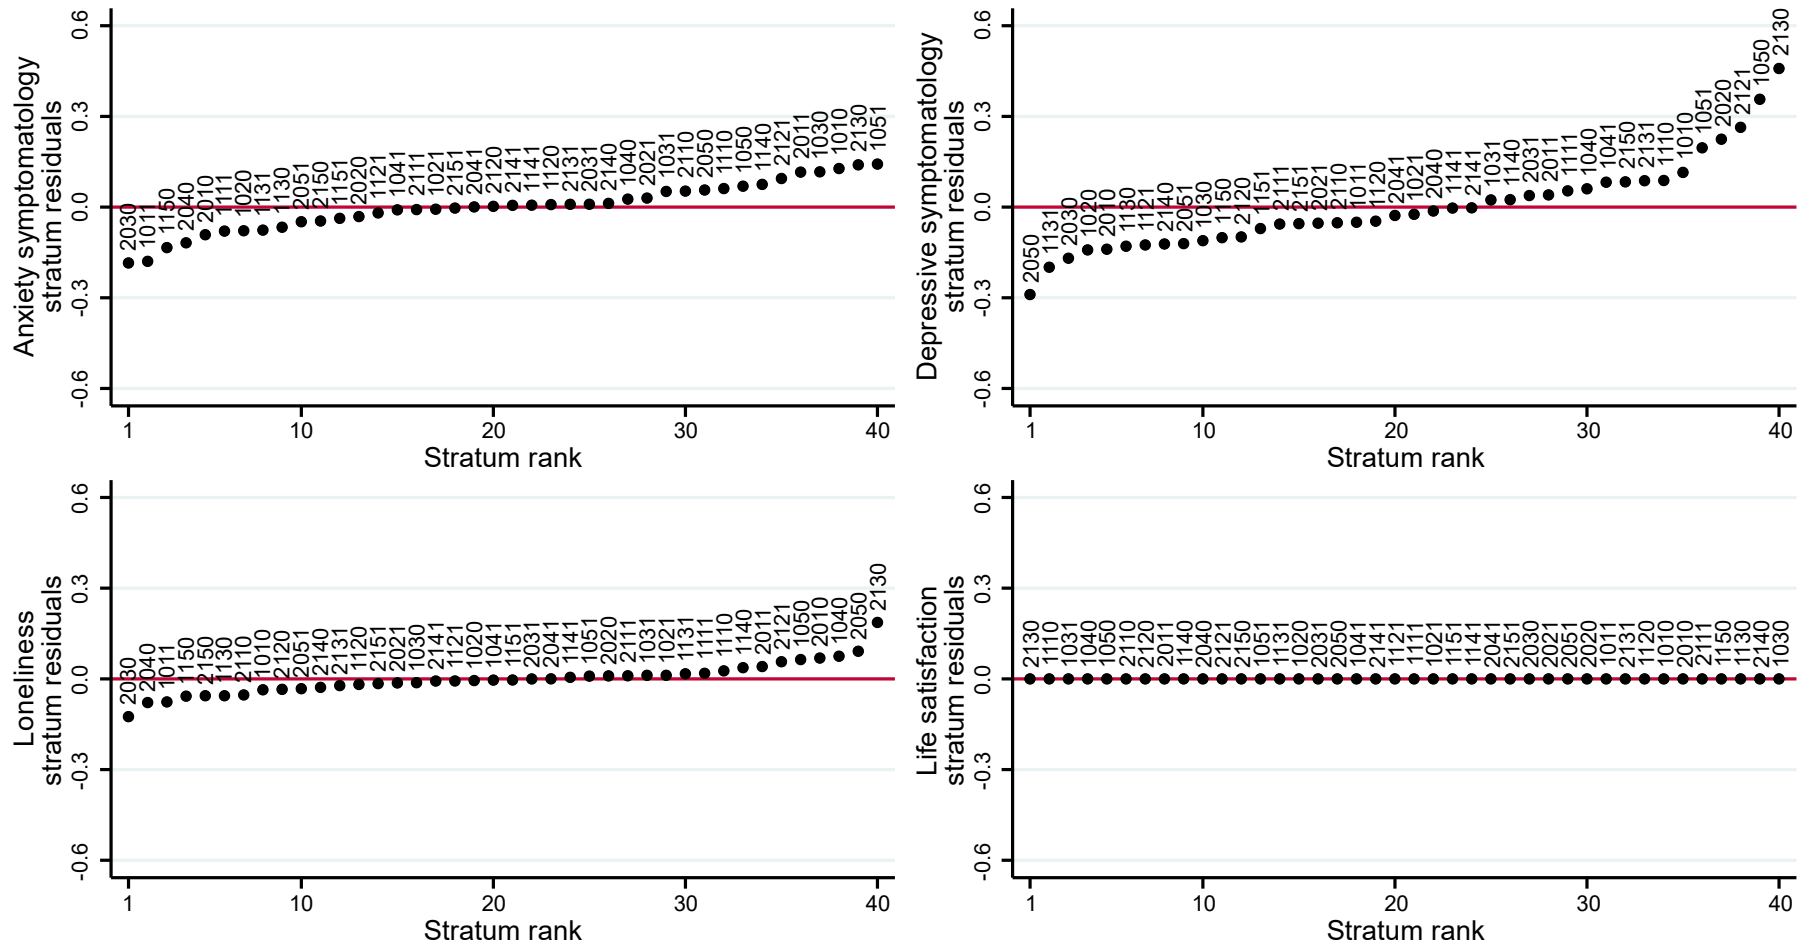 Anxiety symptomatology
stratum residuals
0.6
0.3
0.0
-0.3
-0.6
2030 1011 1150 2040 2010 1111 1020 1131 1130 2051 2150 1151 2020 1121 1041 2111 1021 2151 2041 2120 2141 1141 1120 2131 2031 2140 1040 2021 1031 2110 2050 1110 1050 1140 2121 2011 1030 1010 2130 1051
1 10 20 30 40
Stratum rank
Depressive symptomatology
stratum residuals
0.6
0.3
0.0
-0.3
-0.6
2050 1131 2030 1020 2010 1130 1121 2140 2051 1030 1150 2120 1151 2111 2151 2021 2110 1011 1120 2041 1021 2040 1141 2141 1031 1140 2031 2011 1111 1040 1041 2150 2131 1110 1010 1051 2020 2121 1050 2130
1 10 20 30 40
Stratum rank
Loneliness
stratum residuals
0.6
0.3
0.0
-0.3
-0.6
2030 2040 1011 1150 2150 1130 2110 1010 2120 2051 2140 2131 1120 2151 2021 1030 2141 1121 1020 1041 1151 2031 2041 1141 1051 2020 2111 1031 1021 1131 1111 1110 1140 2011 2121 1050 2010 1040 2050 2130
1 10 20 30 40
Stratum rank
Life satisfaction
stratum residuals
0.6
0.3
0.0
-0.3
-0.6
2130 1110 1031 1040 1050 2110 2120 2011 1140 2040 1121 2150 1051 1131 1020 2031 2050 1041 2141 2121 1111 1021 1151 1141 2041 2151 2030 2021 2051 2020 1011 2131 1120 1010 2010 2111 1150 1130 2140 1030
1 10 20 30 40
Stratum rank